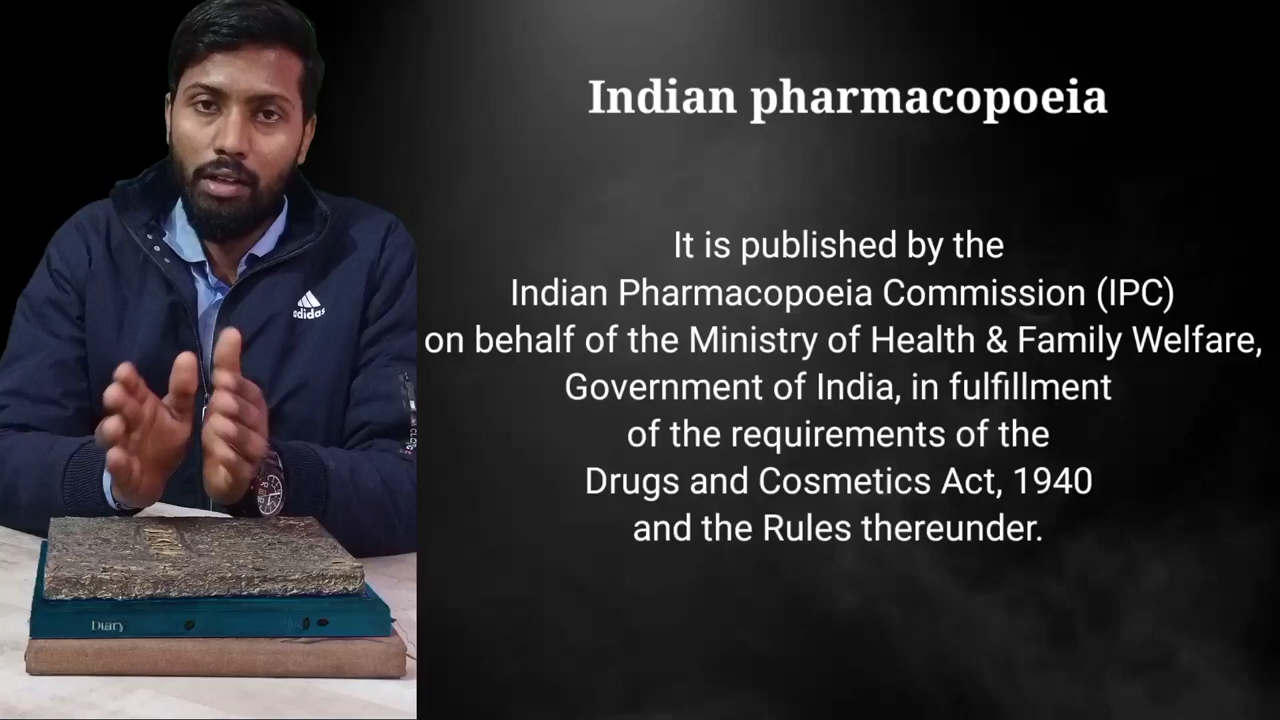 Indian pharmacopoeia
It is published by the
Indian Pharmacopoeia Commission (IPC)
on behalf of the Ministry of Health & Family Welfare,
Government of India, in fulfillment
of the requirements of the
Drugs and Cosmetics Act, 1940
and the Rules thereunder.
adidas
Diary